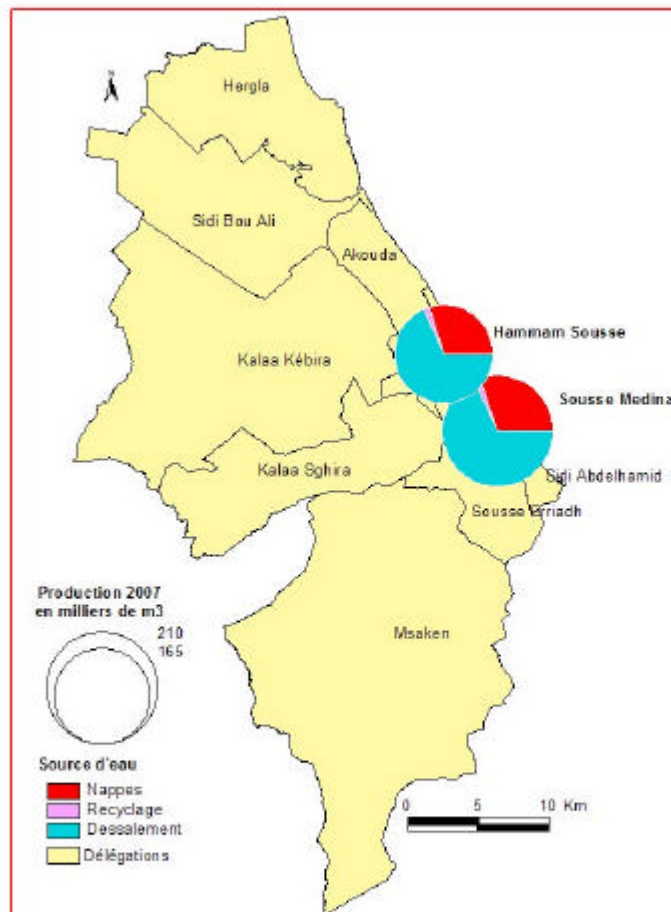 N
Hergla
Sidi Bou Ali
Akouda
Hammam Sousse
Kalaa Kébira
Sousse Medina
Kalaa Sghira
Sidi Abdelhamid
Sousse Erriadh
Msaken
Production 2007
en milliers de m3
210
165
Source d'eau
Nappes
Recyclage
Dessalement
Délégations
0 5 10 Km